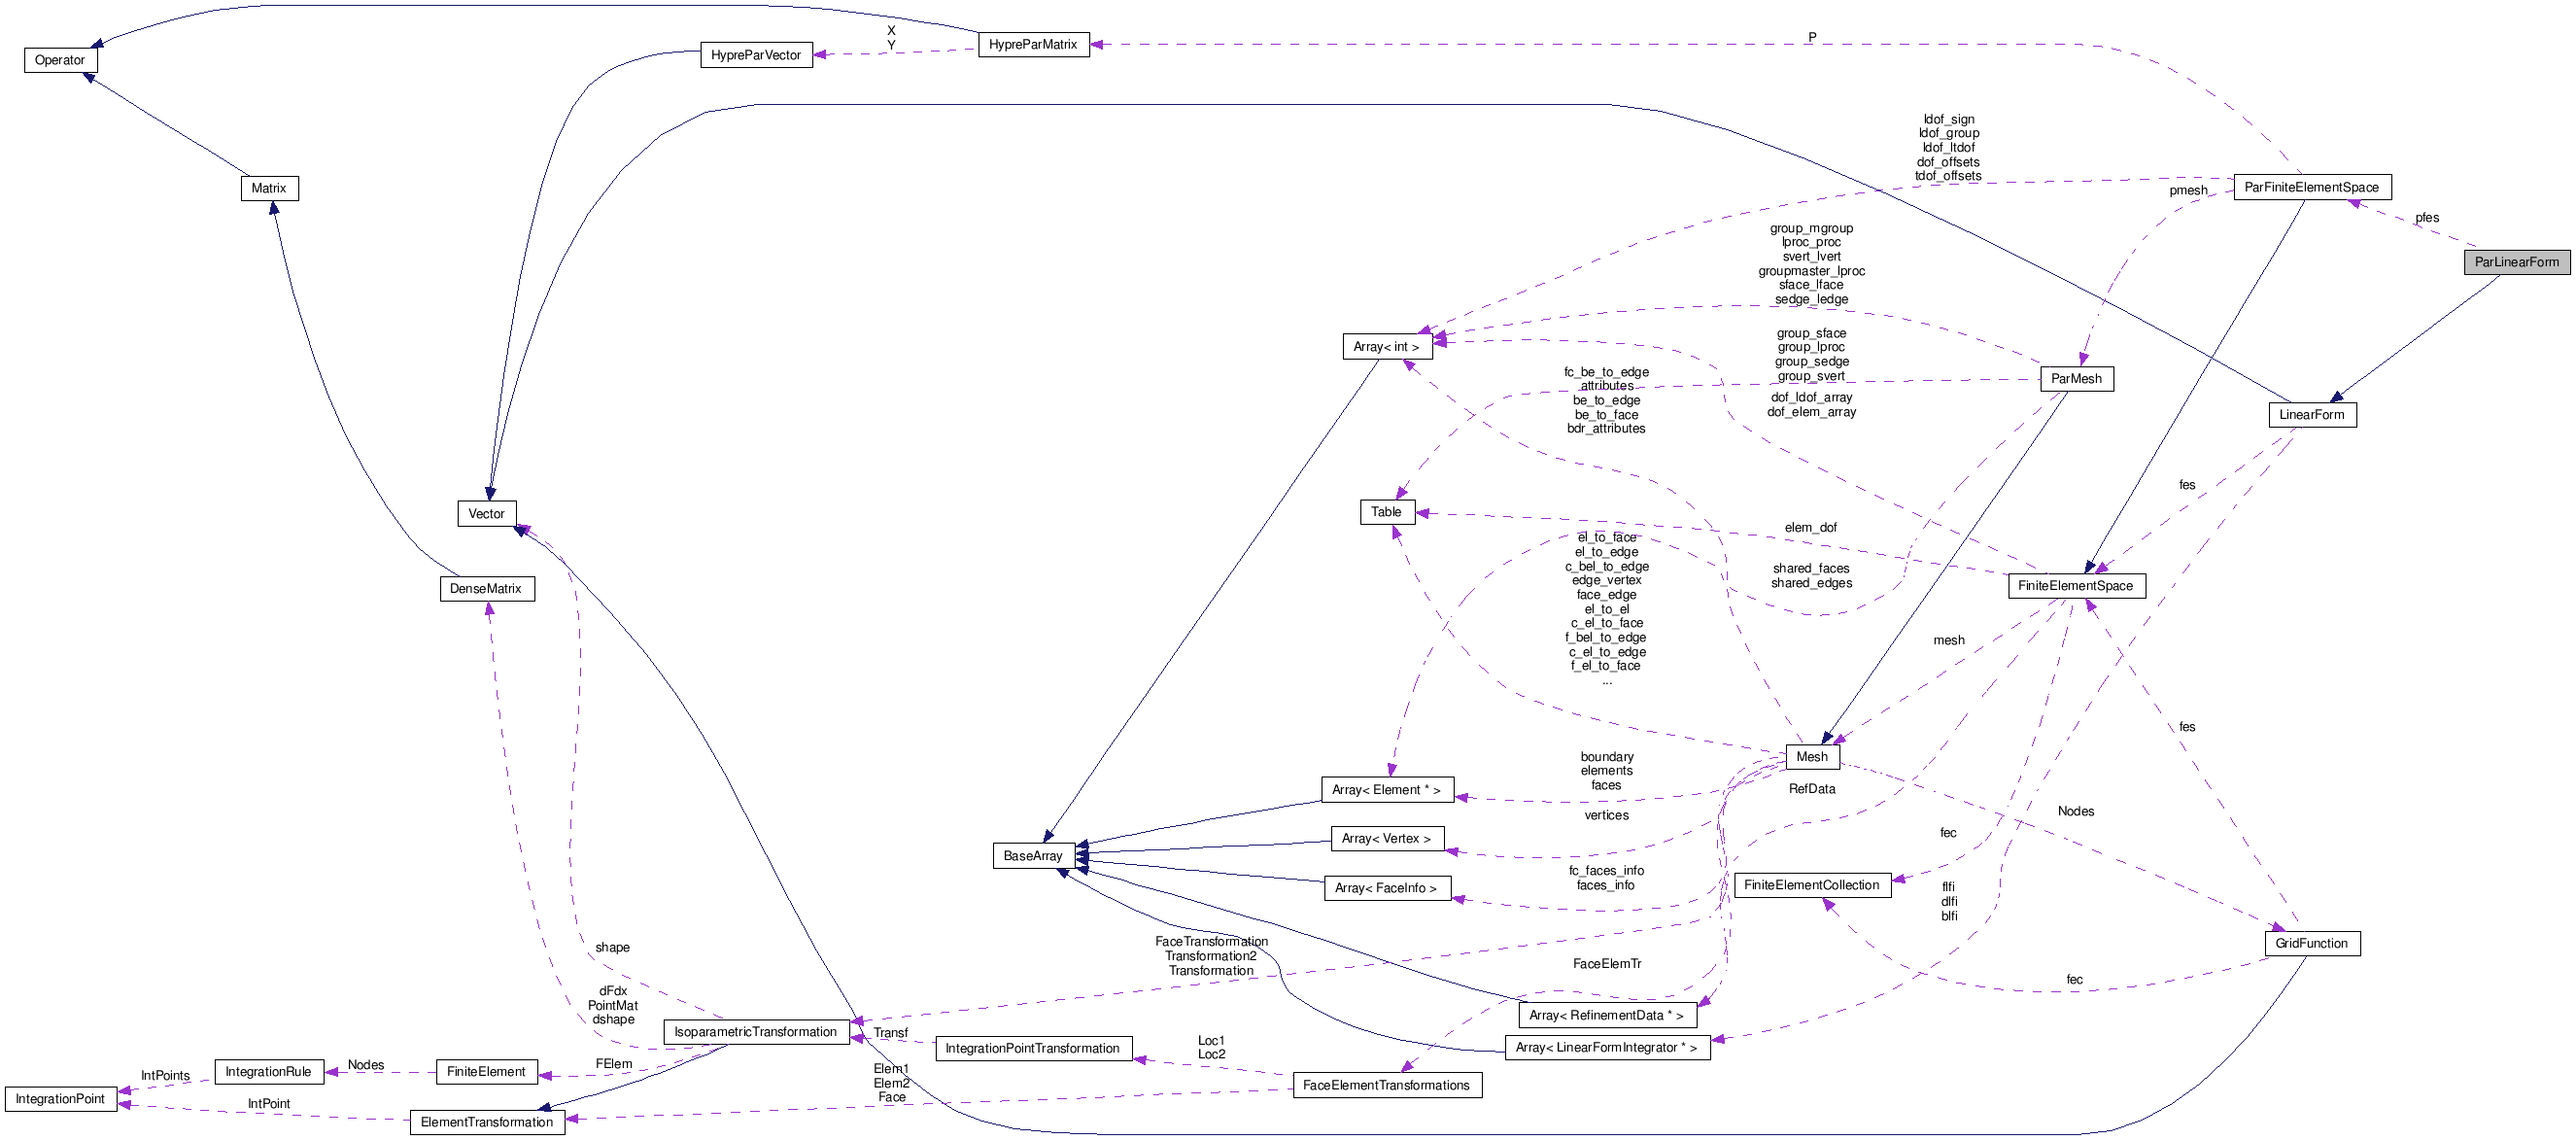 X
Y
HypreParMatrix
P
Operator
HypreParVector
ldof_sign
ldof_group
ldof_ltdof
dof_offsets
tdof_offsets
Matrix
ParFiniteElementSpace
pmesh
pfes
group_mgroup
lproc_proc
svert_lvert
groupmaster_lproc
sface_lface
sedge_ledge
ParLinearForm
Array< int >
group_sface
group_lproc
group_sedge
group_svert
fc_be_to_edge
attributes
be_to_edge
be_to_face
bdr_attributes
ParMesh
dof_ldof_array
dof_elem_array
LinearForm
fes
Vector
Table
elem_dof
el_to_face
el_to_edge
c_bel_to_edge
edge_vertex
face_edge
el_to_el
c_el_to_face
f_bel_to_edge
c_el_to_edge
f_el_to_face
...
shared_faces
shared_edges
DenseMatrix
FiniteElementSpace
mesh
fes
boundary
elements
faces
Mesh
RefData
Array< Element * >
vertices
Nodes
Array< Vertex >
fec
BaseArray
fc_faces_info
faces_info
Array< FaceInfo >
FiniteElementCollection
flfi
dlfi
blfi
shape
FaceTransformation
Transformation2
Transformation
GridFunction
FaceElemTr
fec
dFdx
PointMat
dshape
Array< RefinementData * >
IsoparametricTransformation
Transf
IntegrationPointTransformation
Loc1
Loc2
Array< LinearFormIntegrator * >
FElem
Nodes
IntegrationRule
FiniteElement
IntPoints
Elem1
Elem2
Face
FaceElementTransformations
IntegrationPoint
IntPoint
ElementTransformation